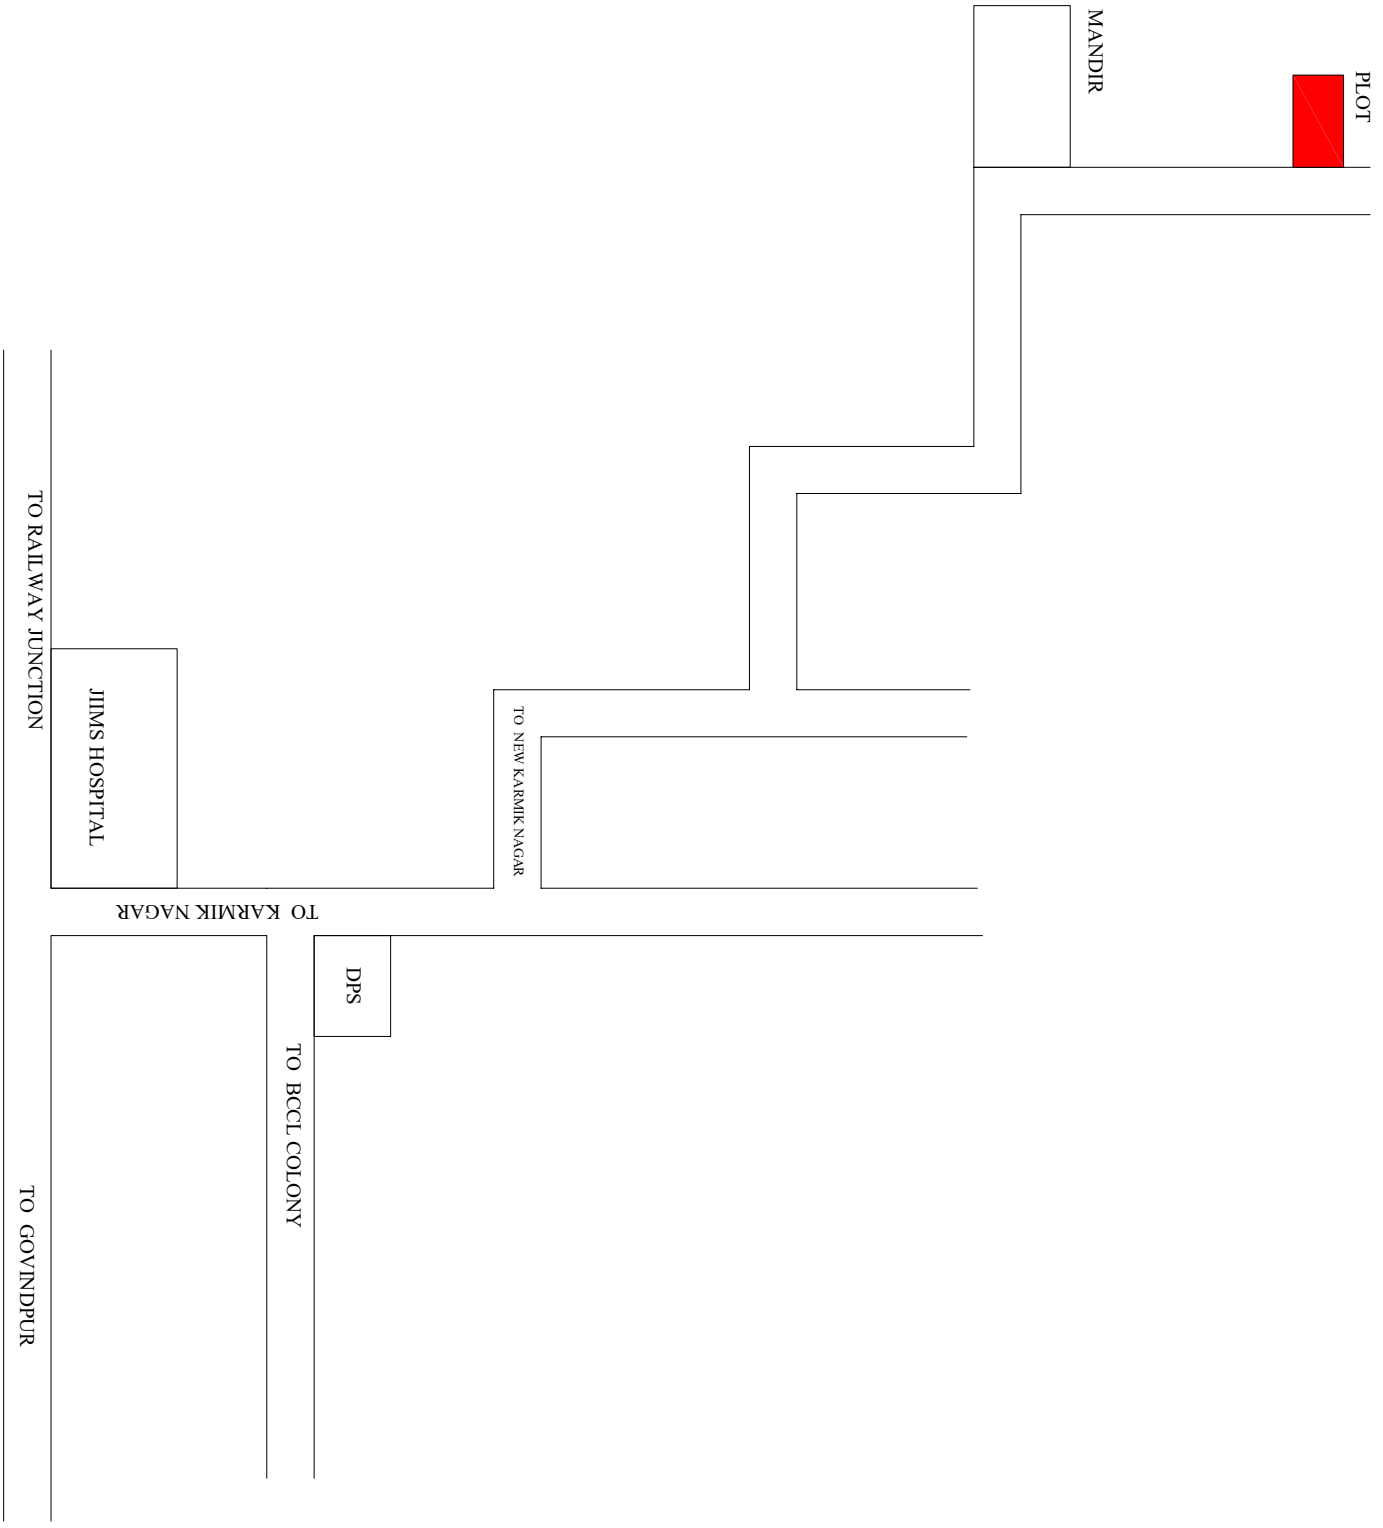 PLOT
MANDIR
TO NEW KARMIK NAGAR
DPS
TO KARMIK NAGAR
TO BCCL COLONY
JIMS HOSPITAL
TO RAILWAY JUNCTION
TO GOVINDPUR